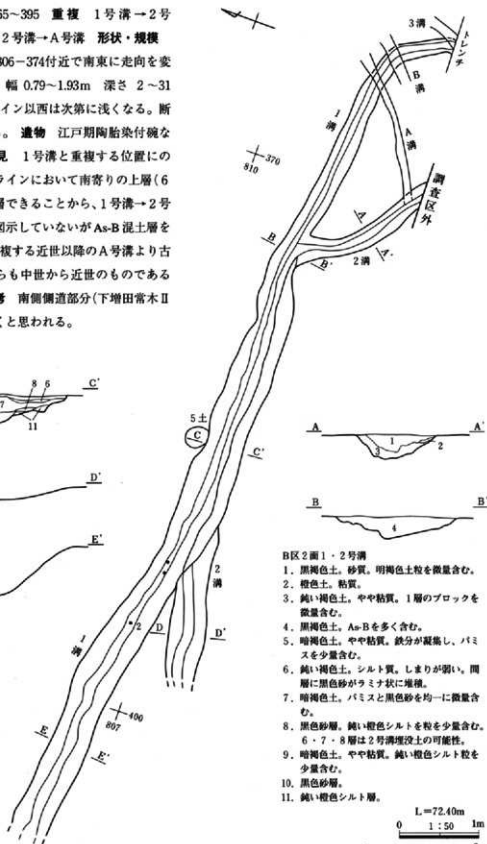 65～395 重複 1号溝→2号
2号溝→A号溝 形状・規模
306－374付近で南東に走向を変
幅 0.79～1.93m 深さ 2～31
イン以西は次第に浅くなる。断
。遺物 江戸期陶胎染付碗な
見 1号溝と重複する位置にの
ラインにおいて南寄りの上層(6
層できることから、1号溝→2号
図示していないがAs-B混土層を
複する近世以降のA号溝より古
らも中世から近世のものである
考 南側側道部分(下増田常木Ⅱ
くと思われる。
3溝
トレンチ
B溝
1溝
A溝
370
810
調査区外
A
B
2溝
A'
B'
8 6 C'
7
11
5土
C
C'
D'
E'
A A'
1
2
3
B B'
4
2溝
2
D
D'
1溝
E
E'
400
807
B区2面1・2号溝
1. 黒褐色土。砂質。明褐色土粒を微量含む。
2. 橙色土。粘質。
3. 鈍い褐色土。やや粘質。1層のブロックを
微量含む。
4. 黒褐色土。As-Bを多く含む。
5. 暗褐色土。やや粘質。鉄分が凝集し、パミ
スを少量含む。
6. 鈍い褐色土。シルト質。しまりが弱い。間
層に黒色砂がラミナ状に堆積。
7. 暗褐色土。パミスと黒色砂を均一に微量含
む。
8. 黒色砂層。鈍い橙色シルトを粒を少量含む。
6・7・8層は2号溝埋没土の可能性。
9. 暗褐色土。やや粘質。鈍い橙色シルト粒を
少量含む。
10. 黒色砂層。
11. 鈍い橙色シルト層。
L=72.40m
0 1:50 1m